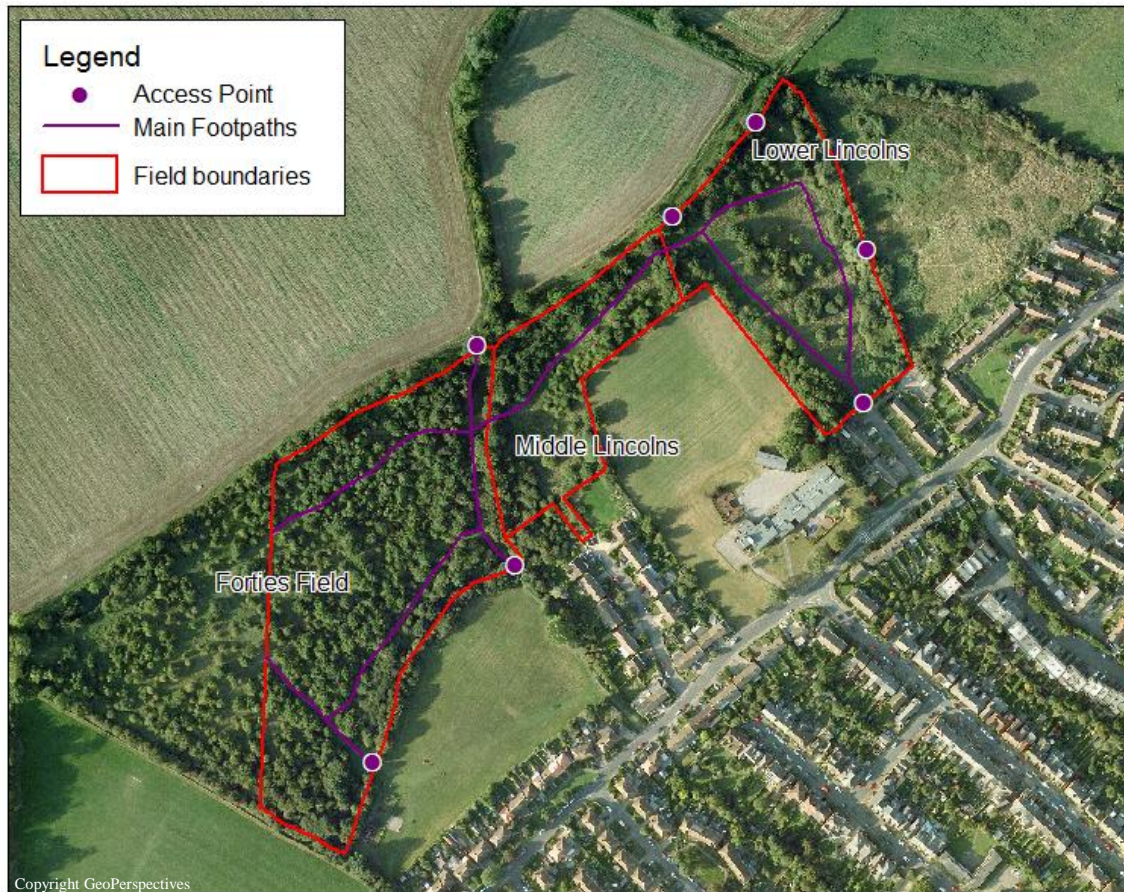 Legend
Access Point
Main Footpaths
Field boundaries
Lower Lincolns
Middle Lincolns
Forties Field
Copyright GeoPerspectives